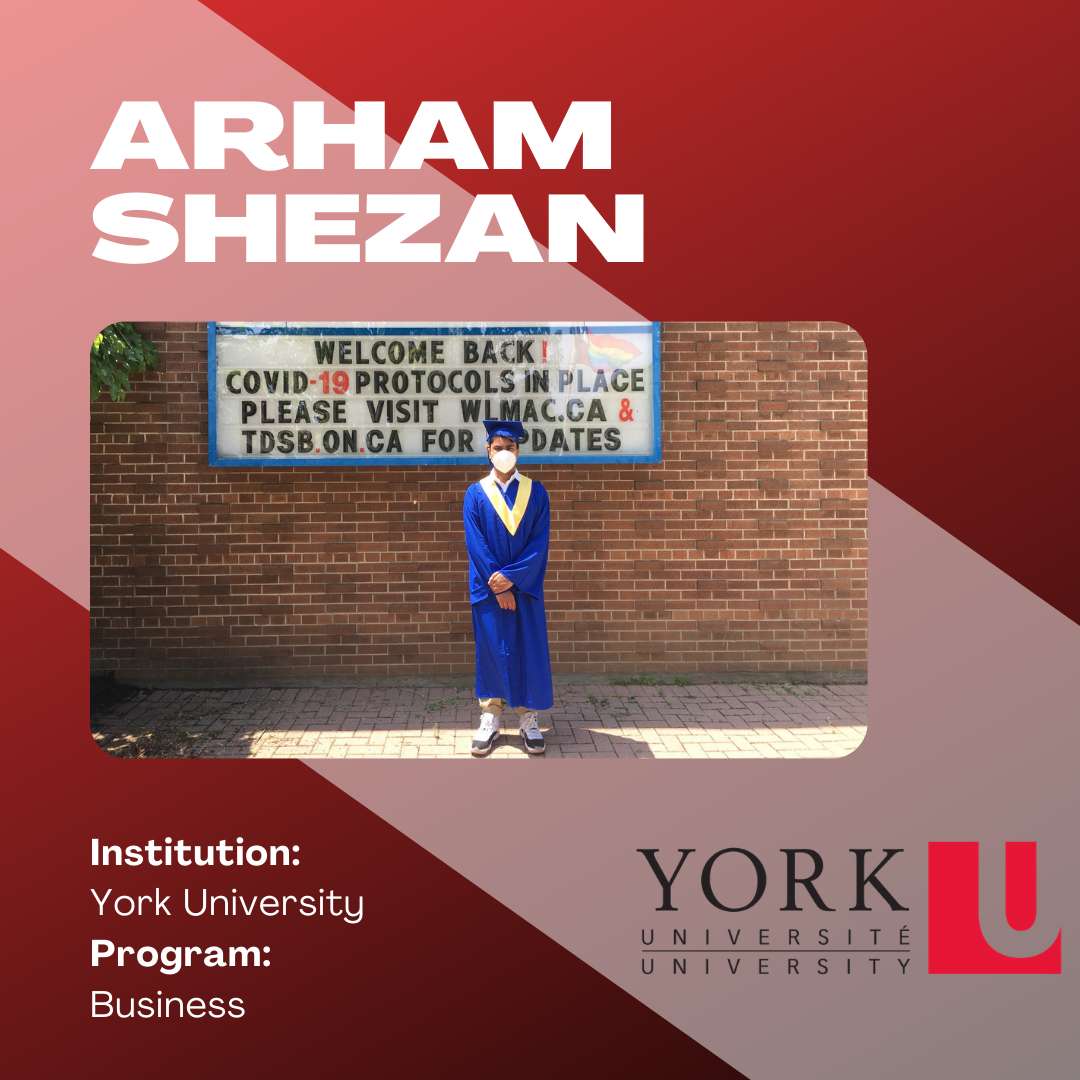 ARHAM
SHEZAN
WELCOME BACK!
COVID-19 PROTOCOLS IN PLACE
PLEASE VISIT WLMAC.CA &
TDSB.ON.CA FOR PDATES
Institution:
York University
Program:
Business
YORK
UNIVERSITÉ
UNIVERSITY
U